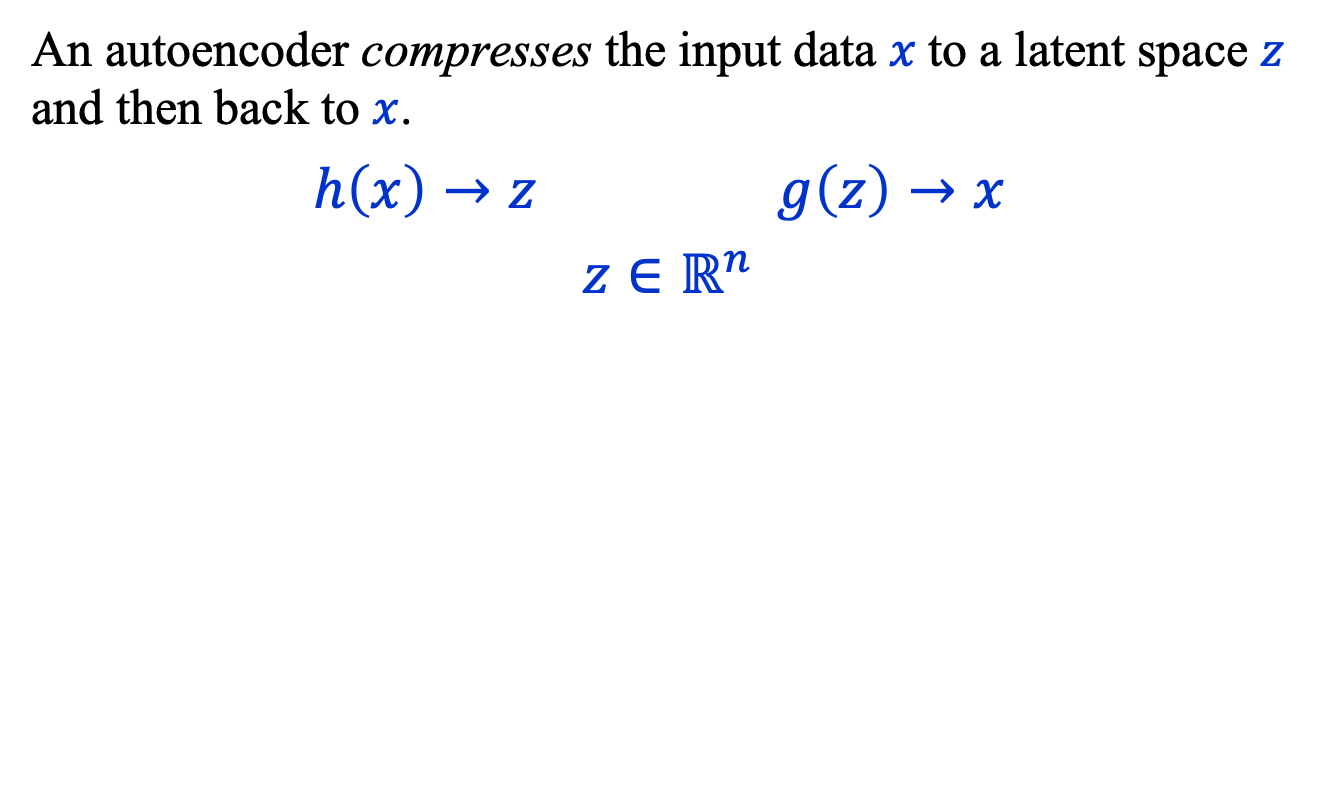 An autoencoder compresses the input data x to a latent space z
and then back to x.
h(x) → z g(z) → x
z ∈ ℝⁿ